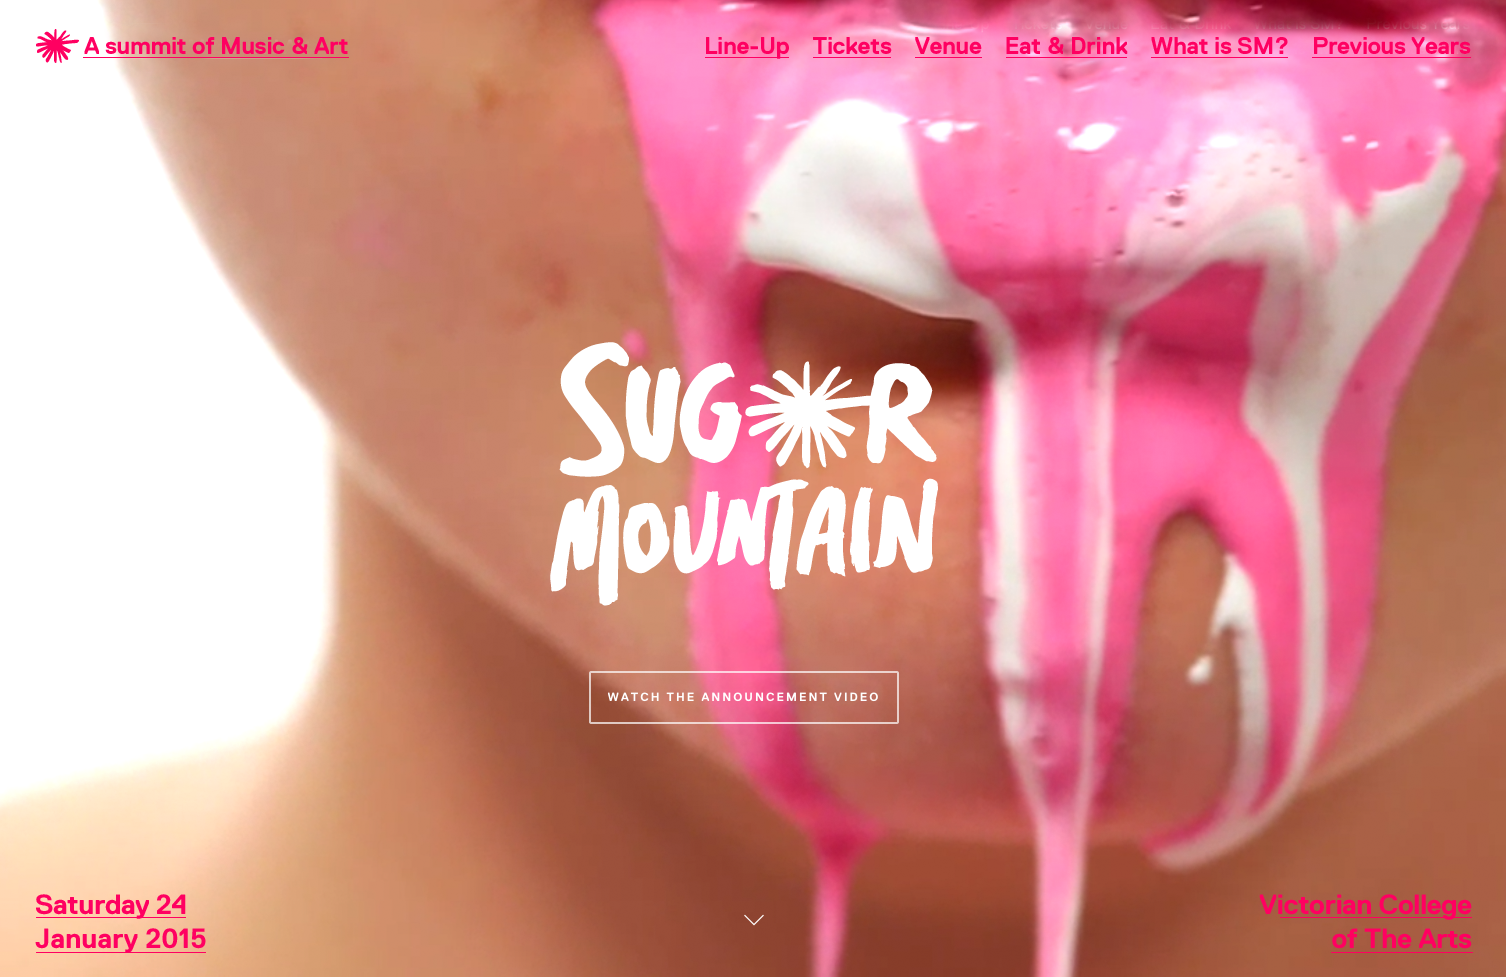 A summit of Music & Art
Line-Up Tickets Venue Eat & Drink What is SM? Previous Years
SUGAR
MOUNTAIN
WATCH THE ANNOUNCEMENT VIDEO
Saturday 24
January 2015
Victorian College
of The Arts